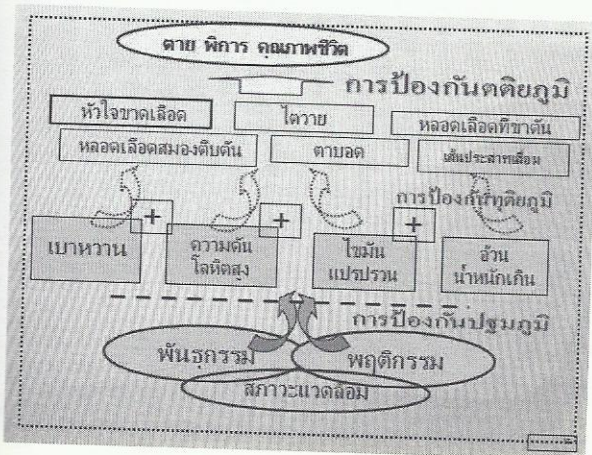 ตาย พิการ คุณภาพชีวิต
การป้องกันตติยภูมิ
หัวใจขาดเลือด
ไตวาย
หลอดเลือดที่ขาตัน
หลอดเลือดสมองตีบตัน
ตาบอด
เส้นประสาทเสื่อม
การป้องกันทุติยภูมิ
+
+
+
เบาหวาน
ความดัน
โลหิตสูง
ไขมัน
แปรปรวน
อ้วน
น้ำหนักเกิน
การป้องกันปฐมภูมิ
พันธุกรรม
พฤติกรรม
สภาวะแวดล้อม